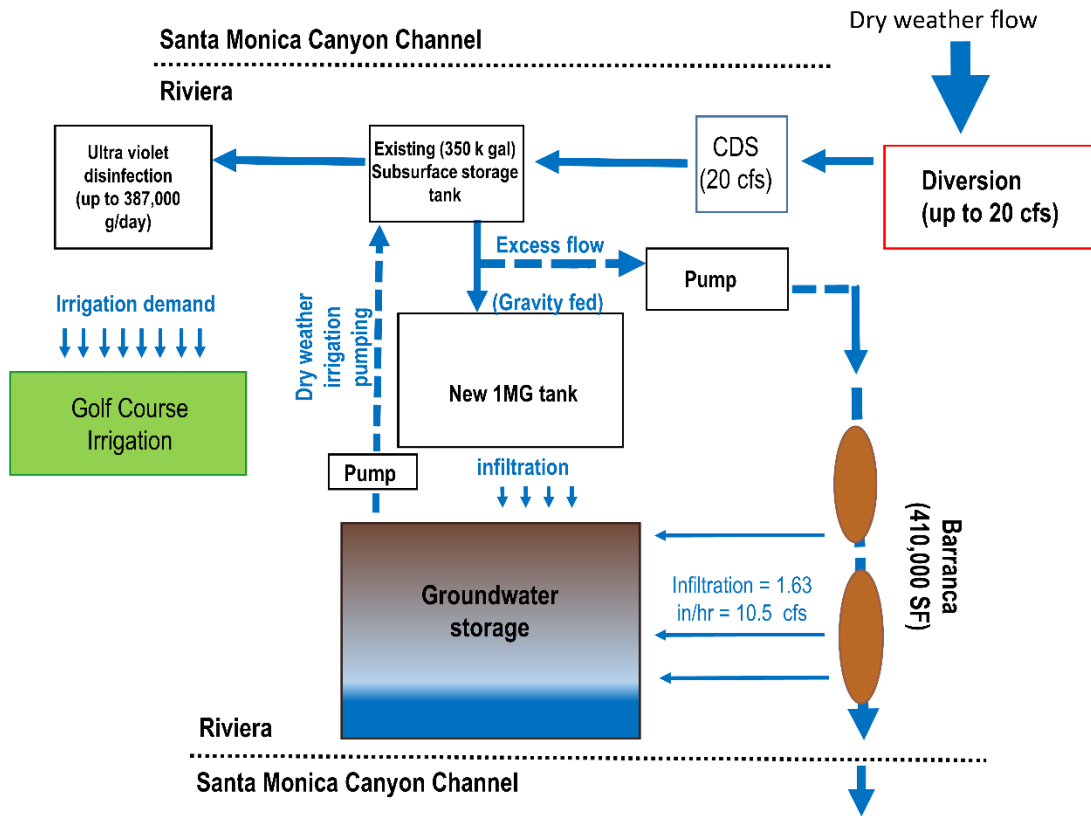 Dry weather flow
Santa Monica Canyon Channel
Riviera
Ultra violet
disinfection
(up to 387,000
g/day)
Existing (350 k gal)
Subsurface storage
tank
CDS
(20 cfs)
Diversion
(up to 20 cfs)
Excess flow
Pump
(Gravity fed)
Irrigation demand
Dry weather
irrigation
pumping
New 1MG tank
Golf Course
Irrigation
Pump
infiltration
Barranca
(410,000 SF)
Groundwater
storage
Infiltration = 1.63
in/hr = 10.5 cfs
Riviera
Santa Monica Canyon Channel